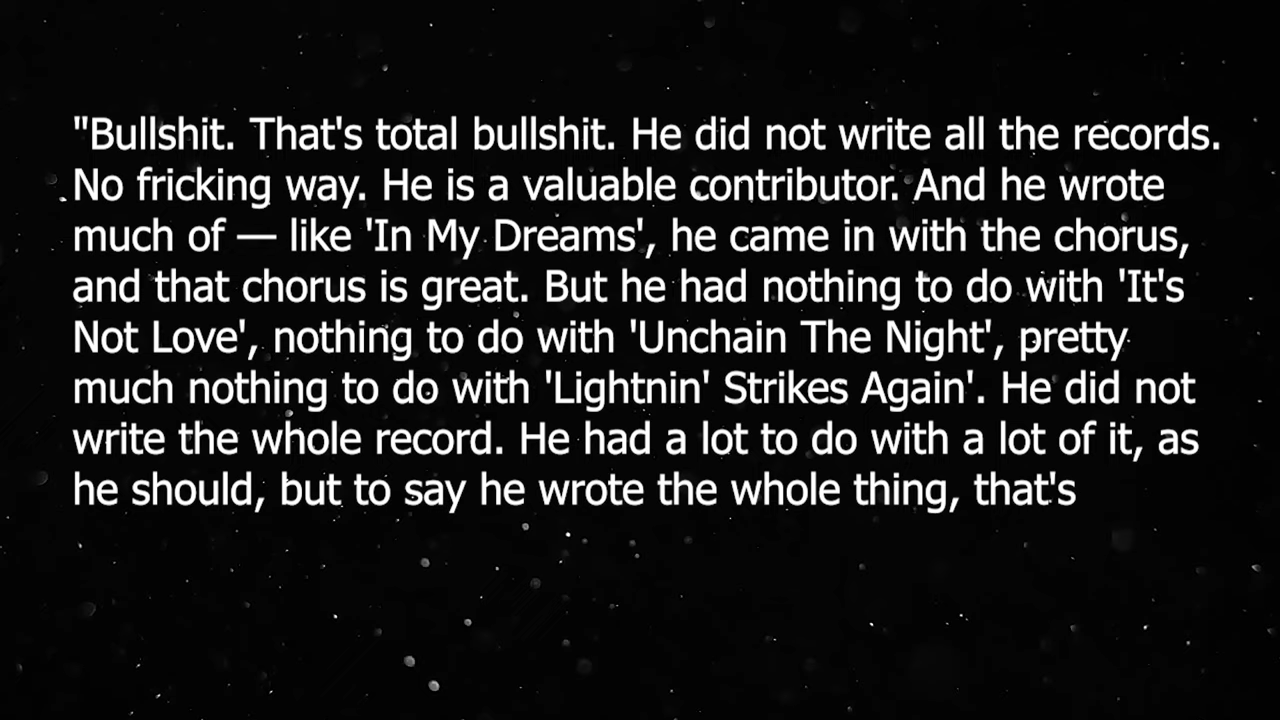 "Bullshit. That's total bullshit. He did not write all the records.
No fricking way. He is a valuable contributor. And he wrote
much of — like 'In My Dreams', he came in with the chorus,
and that chorus is great. But he had nothing to do with 'It's
Not Love', nothing to do with 'Unchain The Night', pretty
much nothing to do with 'Lightnin' Strikes Again'. He did not
write the whole record. He had a lot to do with a lot of it, as
he should, but to say he wrote the whole thing, that's